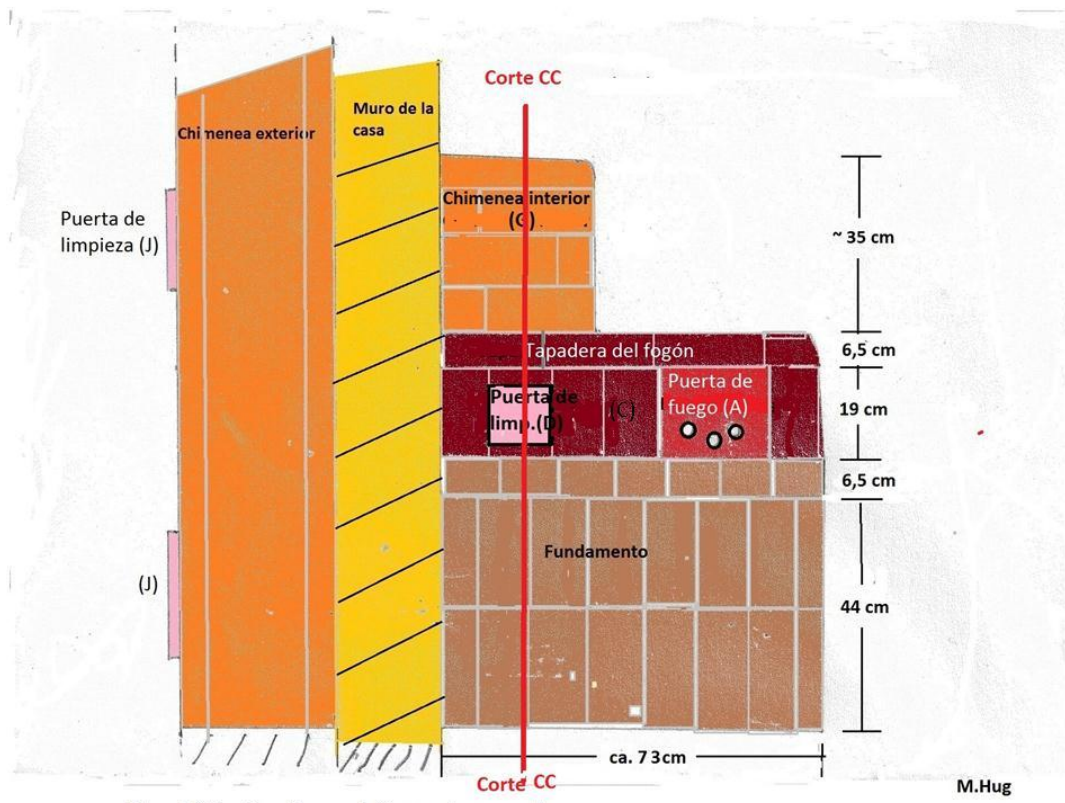 Corte CC
Muro de la
casa
Chimenea exterior
Puerta de
limpieza (J)
Chimenea interior
(G)
~ 35 cm
Tapadera del fogón
6,5 cm
Puerta de
fuego (A)
Puerta de
limp.(D)
(C)
19 cm
6,5 cm
Fundamento
(J)
44 cm
ca. 73cm
Corte CC
M.Hug